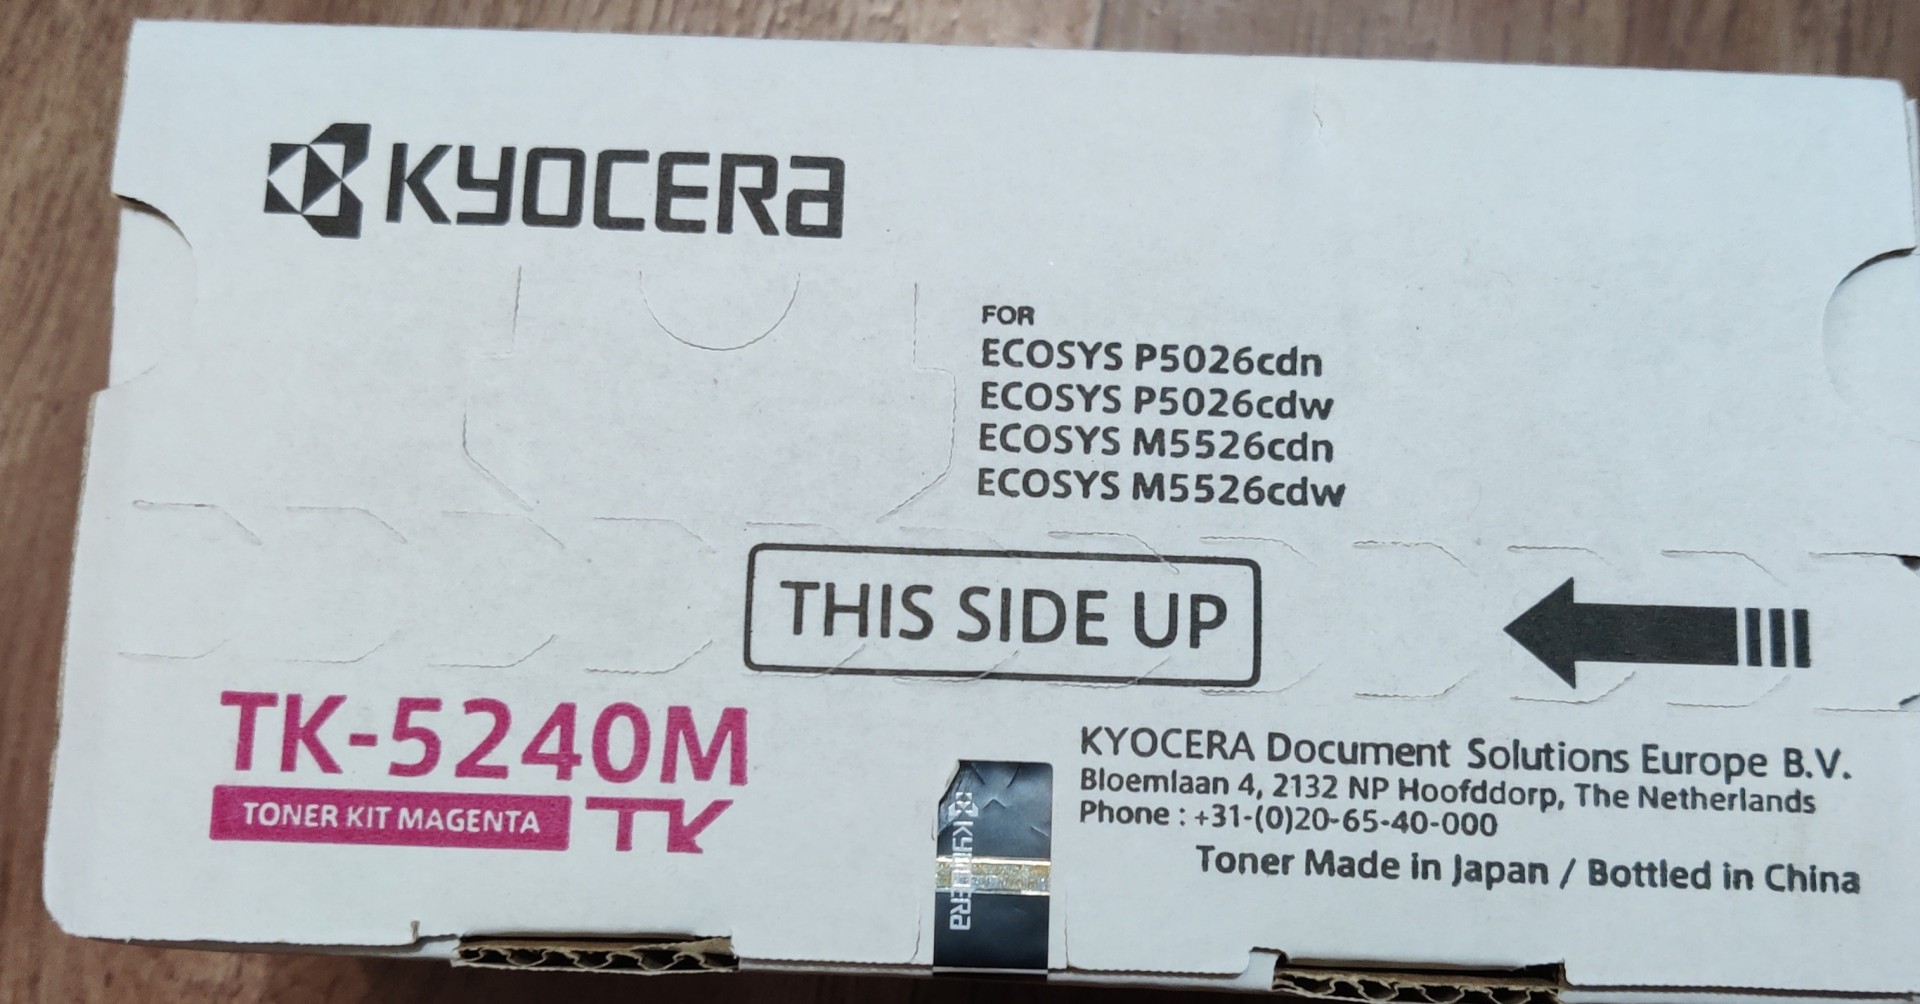 KYOCERA
FOR
ECOSYS P5026cdn
ECOSYS P5026cdw
ECOSYS M5526cdn
ECOSYS M5526cdw
THIS SIDE UP
TK-5240M
TONER KIT MAGENTA
TK
KYOCERA
KYOCERA Document Solutions Europe B.V.
Bloemlaan 4, 2132 NP Hoofddorp, The Netherlands
Phone : +31-(0)20-65-40-000
Toner Made in Japan / Bottled in China